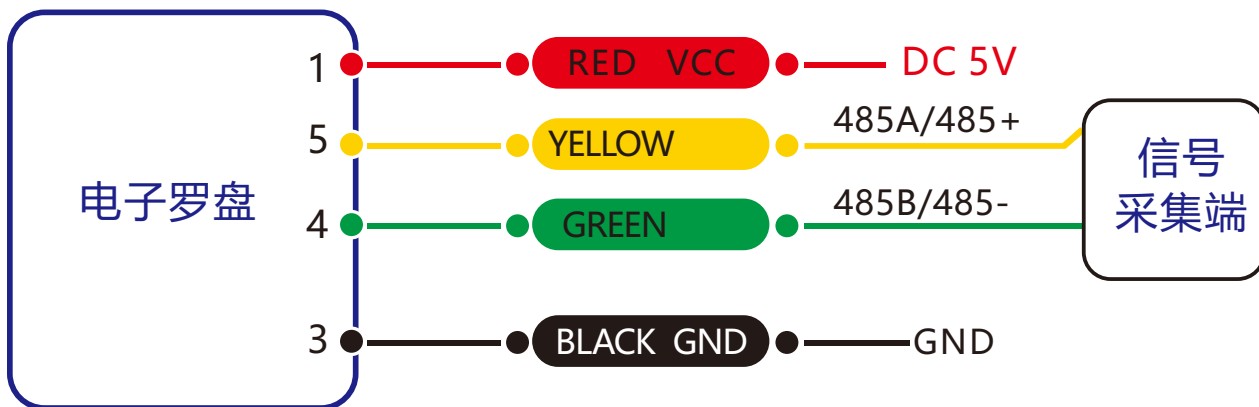 1
RED VCC
DC 5V
5
YELLOW
485A/485+
电子罗盘
4
GREEN
485B/485-
信号
采集端
3
BLACK GND
GND